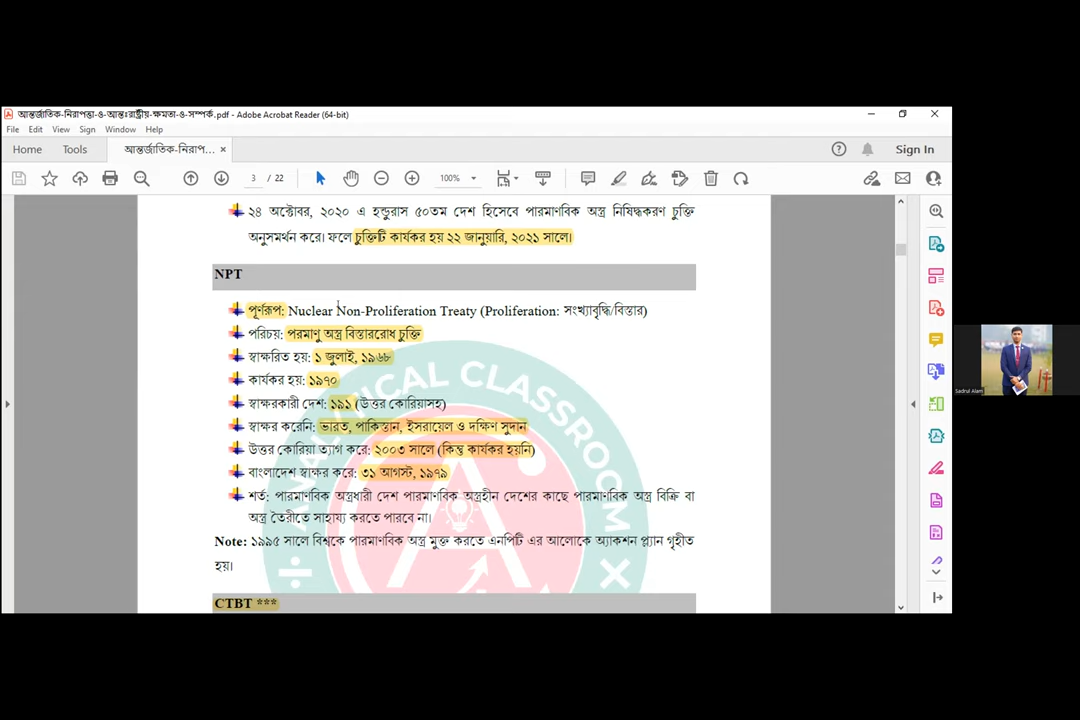 আন্তর্জাতিক-নিরাপত্তা-ও-আন্তঃরাষ্ট্রীয়-ক্ষমতা-ও-সম্পর্ক.pdf - Adobe Acrobat Reader (64-bit)
File Edit View Sign Window Help
Home Tools আন্তর্জাতিক-নিরাপ... × Sign In
3 / 22 100%
২৪ অক্টোবর, ২০২০ এ হন্ডুরাস ৫০তম দেশ হিসেবে পারমাণবিক অস্ত্র নিষিদ্ধকরণ চুক্তি
অনুসমর্থন করে। ফলে চুক্তিটি কার্যকর হয় ২২ জানুয়ারি, ২০২১ সালে।
NPT
পূর্ণরূপ: Nuclear Non-Proliferation Treaty (Proliferation: সংখ্যাবৃদ্ধি/বিস্তার)
পরিচয়: পরমাণু অস্ত্র বিস্তাররোধ চুক্তি
স্বাক্ষরিত হয়: ১ জুলাই, ১৯৬৮
কার্যকর হয়: ১৯৭০
স্বাক্ষরকারী দেশ: ১৯১ (উত্তর কোরিয়াসহ)
স্বাক্ষর করেনি: ভারত, পাকিস্তান, ইসরায়েল ও দক্ষিণ সুদান
উত্তর কোরিয়া ত্যাগ করে: ২০০৩ সালে (কিন্তু কার্যকর হয়নি)
বাংলাদেশ স্বাক্ষর করে: ৩১ আগস্ট, ১৯৭৯
শর্ত: পারমাণবিক অস্ত্রধারী দেশ পারমাণবিক অস্ত্রহীন দেশের কাছে পারমাণবিক অস্ত্র বিক্রি বা
অস্ত্র তৈরীতে সাহায্য করতে পারবে না।
Note: ১৯৯৫ সালে বিশ্বকে পারমাণবিক অস্ত্র মুক্ত করতে এনপিটি এর আলোকে অ্যাকশন প্ল্যান গৃহীত
হয়।
CTBT ***
ANALYTICAL CLASSROOM
Sadrul Alam